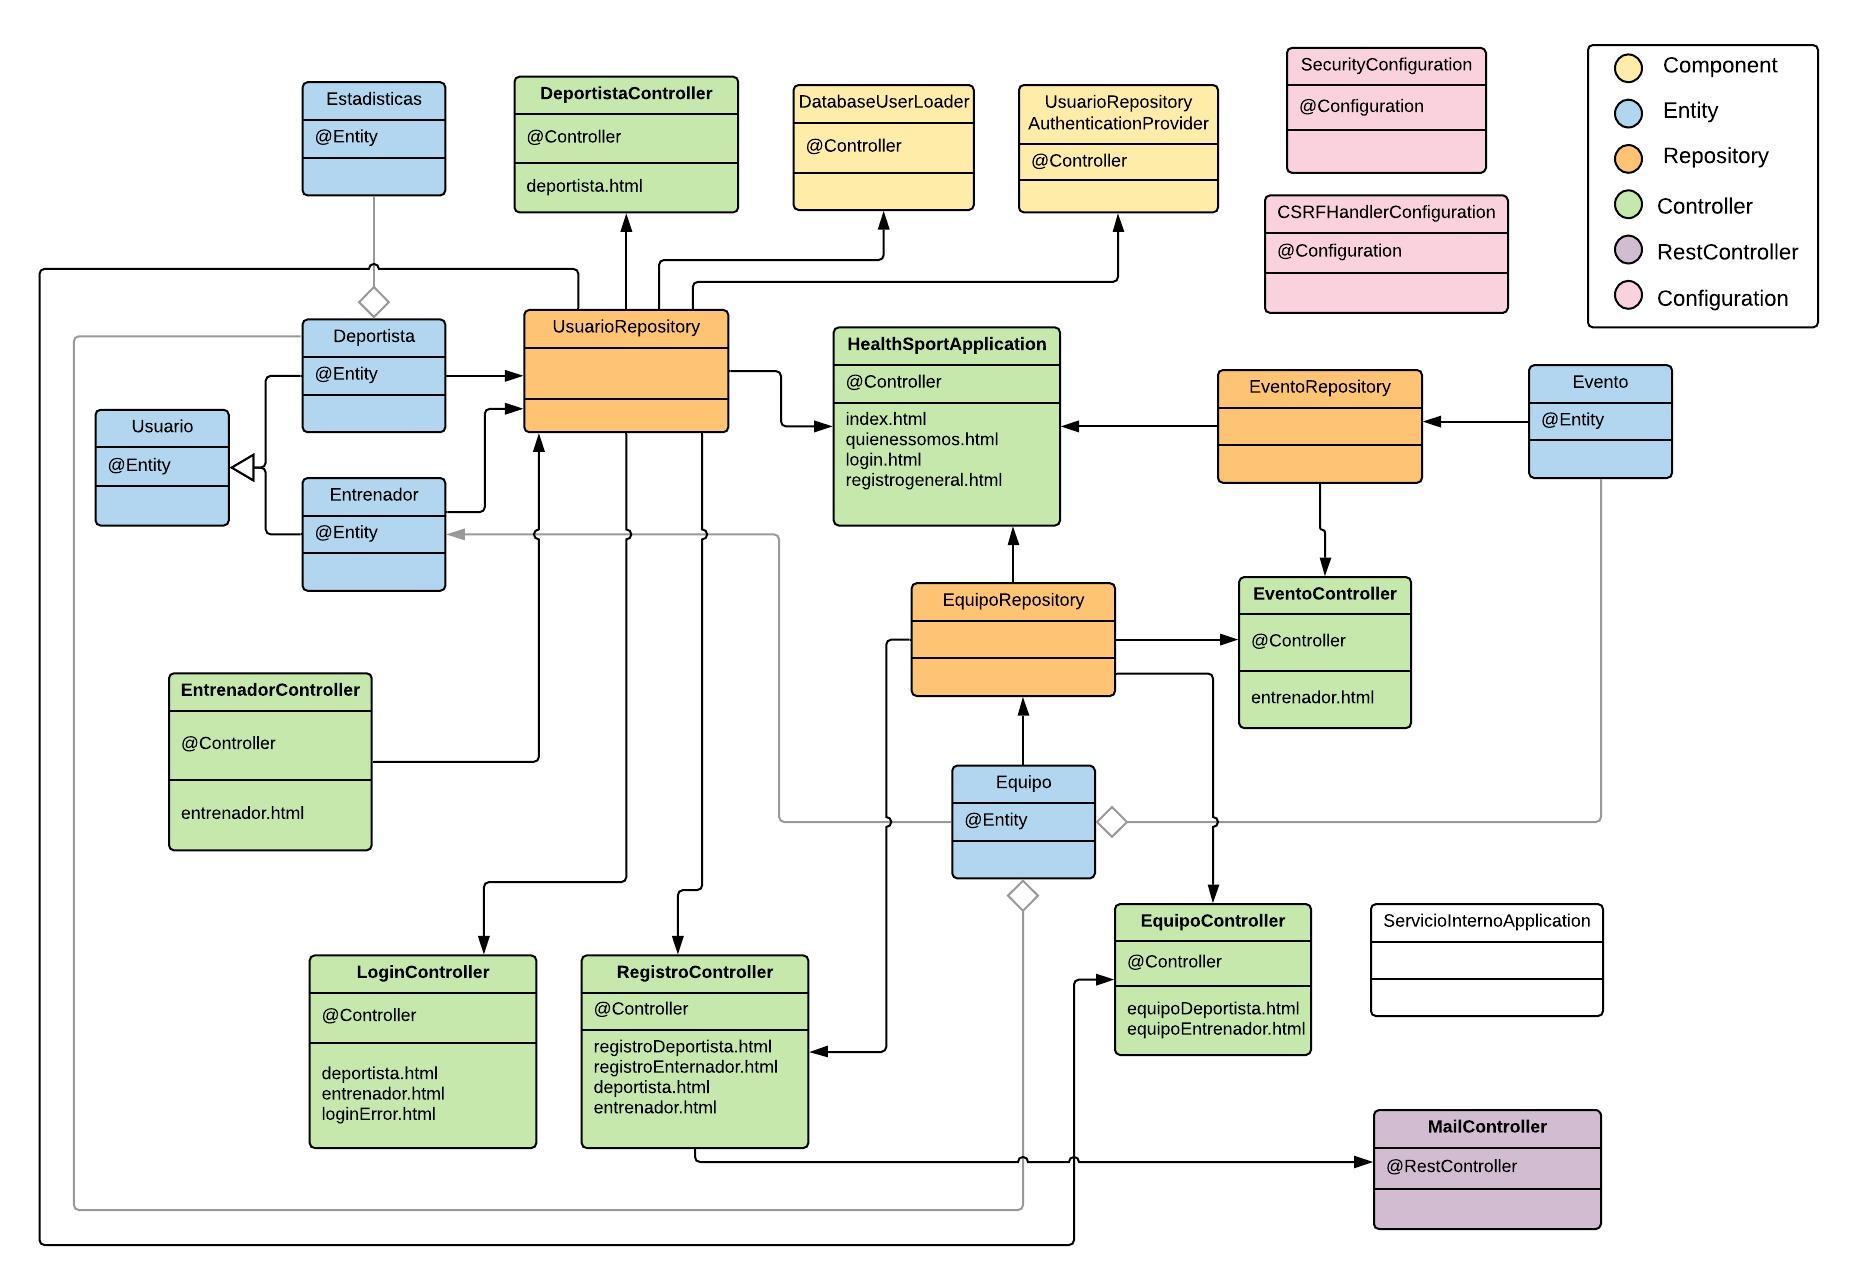 Estadisticas
@Entity
DeportistaController
@Controller
deportista.html
DatabaseUserLoader
@Controller
UsuarioRepository
AuthenticationProvider
@Controller
SecurityConfiguration
@Configuration
CSRFHandlerConfiguration
@Configuration
Component
Entity
Repository
Controller
RestController
Configuration
Deportista
@Entity
UsuarioRepository
HealthSportApplication
@Controller
index.html
quienessomos.html
login.html
registrogeneral.html
EventoRepository
Evento
@Entity
Usuario
@Entity
Entrenador
@Entity
EquipoRepository
EventoController
@Controller
entrenador.html
EntrenadorController
@Controller
entrenador.html
Equipo
@Entity
LoginController
@Controller
deportista.html
entrenador.html
loginError.html
RegistroController
@Controller
registroDeportista.html
registroEnternador.html
deportista.html
entrenador.html
EquipoController
@Controller
equipoDeportista.html
equipoEntrenador.html
ServicioInternoApplication
MailController
@RestController